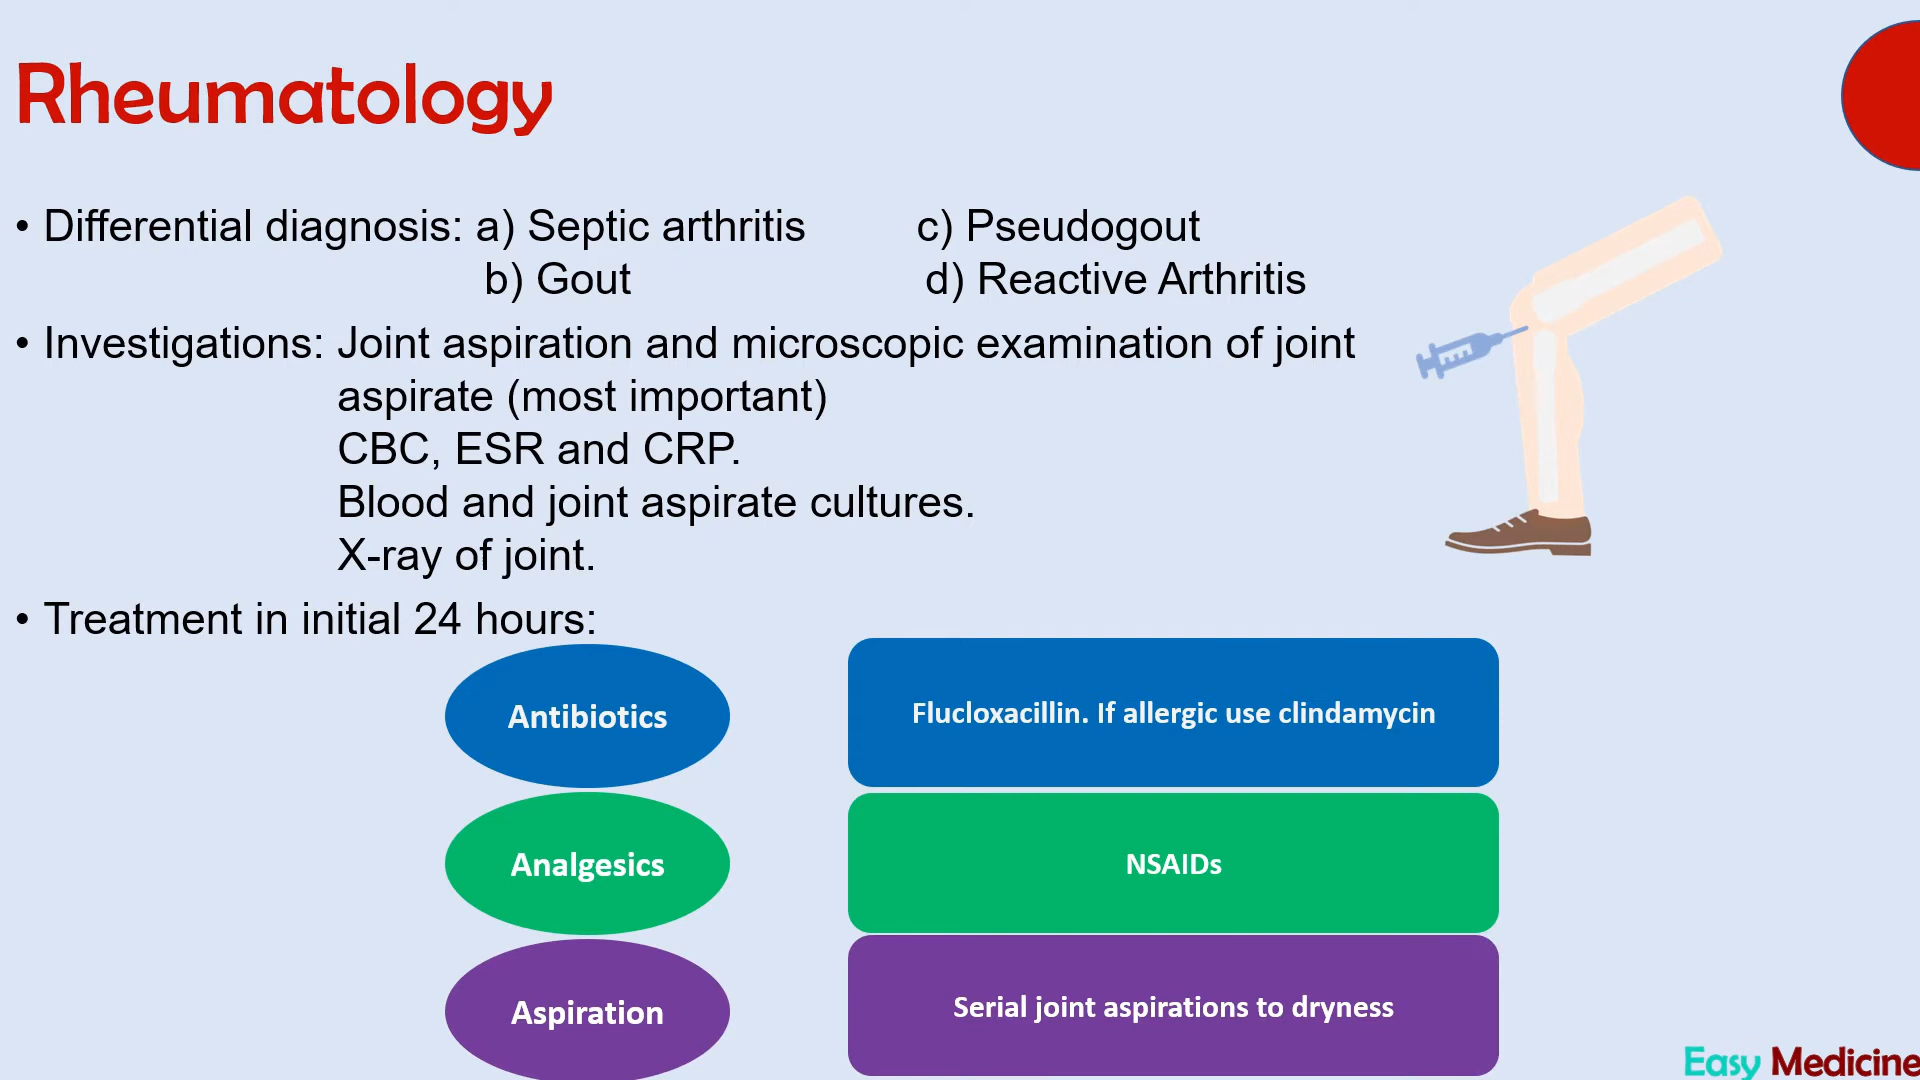 Rheumatology
• Differential diagnosis: a) Septic arthritis c) Pseudogout
b) Gout d) Reactive Arthritis
• Investigations: Joint aspiration and microscopic examination of joint
aspirate (most important)
CBC, ESR and CRP.
Blood and joint aspirate cultures.
X-ray of joint.
• Treatment in initial 24 hours:
Antibiotics Flucloxacillin. If allergic use clindamycin
Analgesics NSAIDs
Aspiration Serial joint aspirations to dryness
Easy Medicine